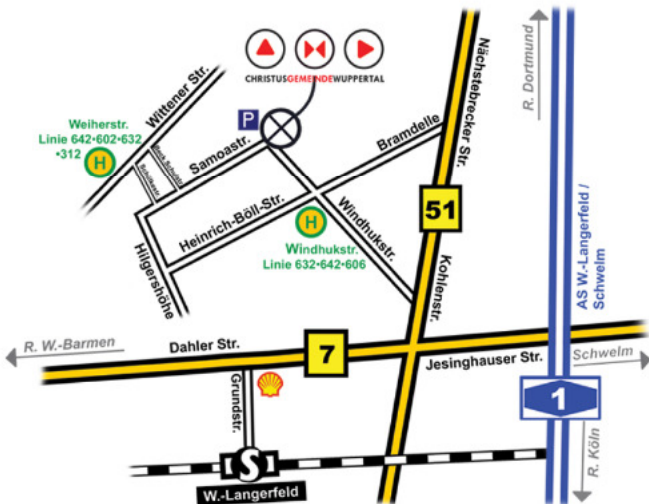 CHRISTUSGEMEINDEWUPPERTAL
P
Wittener Str.
Weiherstr.
Linie 642•602•632
•312
H
Samoastr.
Bramdelle
Nächstebrecker Str.
R. Dortmund
51
Heinrich-Böll-Str.
Windhukstr.
H
Windhukstr.
Linie 632•642•606
Hilgershöhe
Kohlenstr.
AS W.-Langerfeld /
Schwelm
R. W.-Barmen
Dahler Str.
7
Jesinghauser Str.
Schwelm
Grundstr.
1
R. Köln
S
W.-Langerfeld